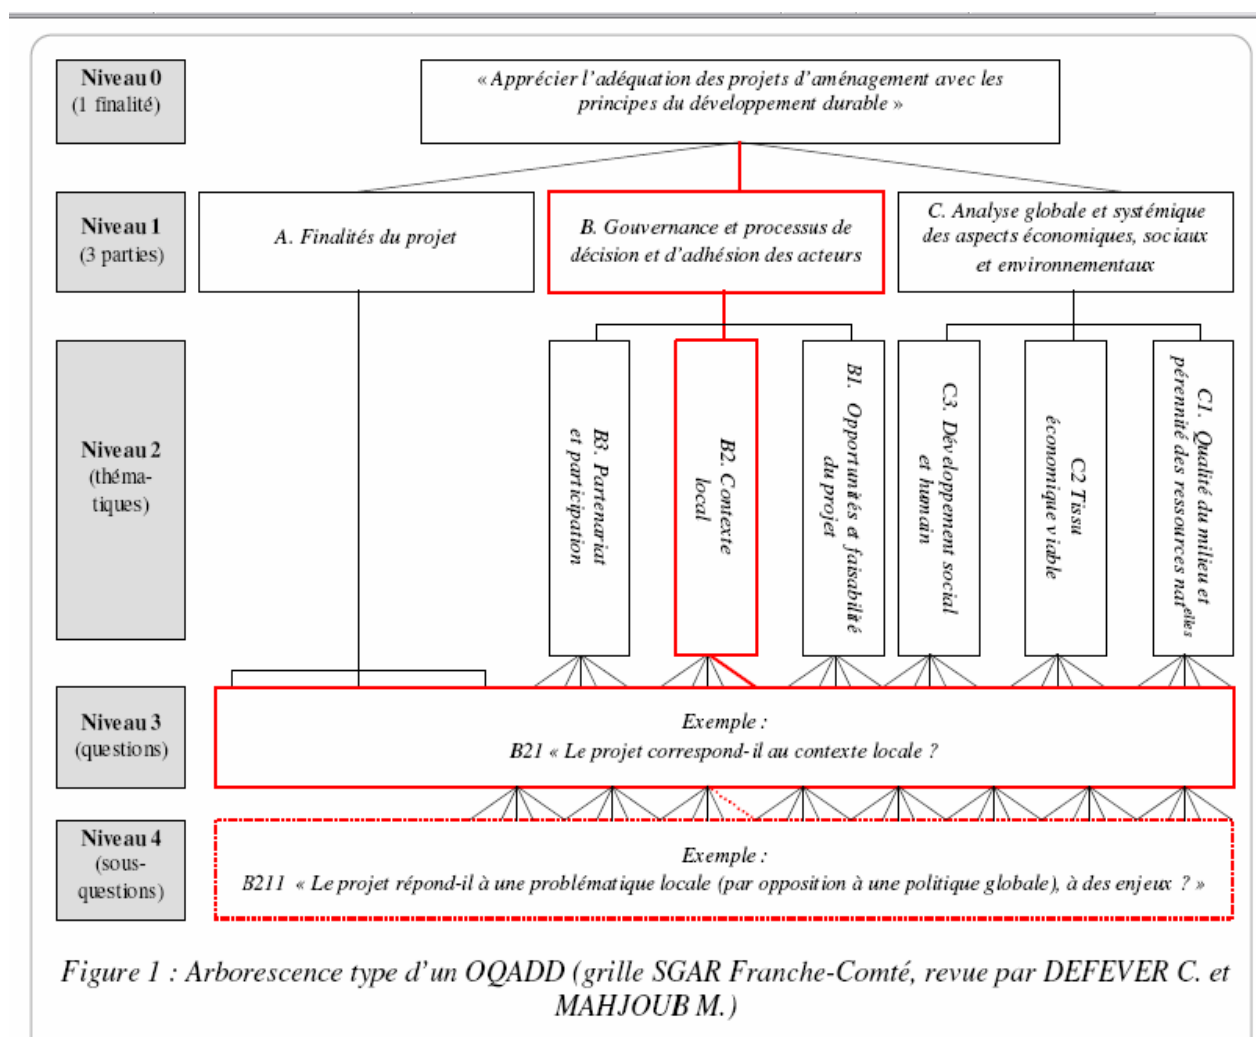 Niveau 0
(1 finalité)
« Apprécier l'adéquation des projets d'aménagement avec les
principes du développement durable »
Niveau 1
(3 parties)
A. Finalités du projet
B. Gouvernance et processus de
décision et d'adhésion des acteurs
C. Analyse globale et systémique
des aspects économiques, sociaux
et environnementaux
Niveau 2
(théma-
tiques)
B3. Partenariat
et participation
B2. Contexte
local
B1. Opportunités et faisabilité
du projet
C3. Développement social
et humain
C2 Tissu
économique viable
C1. Qualité du milieu et
pérennité des ressources natelles
Niveau 3
(questions)
Exemple :
B21 « Le projet correspond-il au contexte locale ?
Niveau 4
(sous-
questions)
Exemple :
B211 « Le projet répond-il à une problématique locale (par opposition à une politique globale), à des enjeux ? »
Figure 1 : Arborescence type d'un OQADD (grille SGAR Franche-Comté, revue par DEFEVER C. et
MAHJOUB M.)